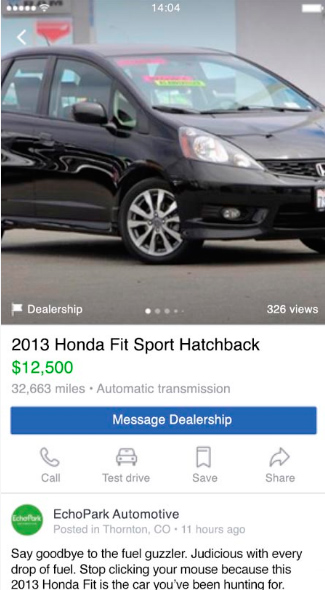 14:04
Dealership
326 views
2013 Honda Fit Sport Hatchback
$12,500
32,663 miles • Automatic transmission
Message Dealership
Call Test drive Save Share
EchoPark
EchoPark Automotive
Posted in Thornton, CO • 11 hours ago
Say goodbye to the fuel guzzler. Judicious with every
drop of fuel. Stop clicking your mouse because this
2013 Honda Fit is the car you've been hunting for.